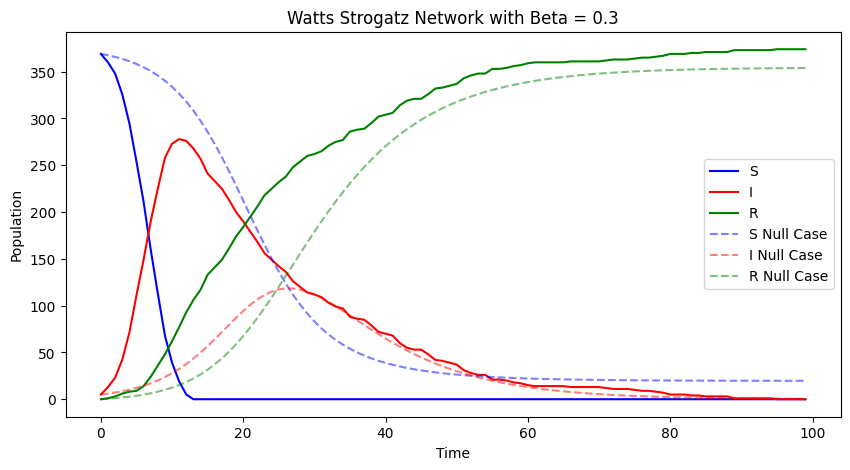 Watts Strogatz Network with Beta = 0.3
Population
350
300
250
200
150
100
50
0
S
I
R
S Null Case
I Null Case
R Null Case
0
20
40
60
80
100
Time